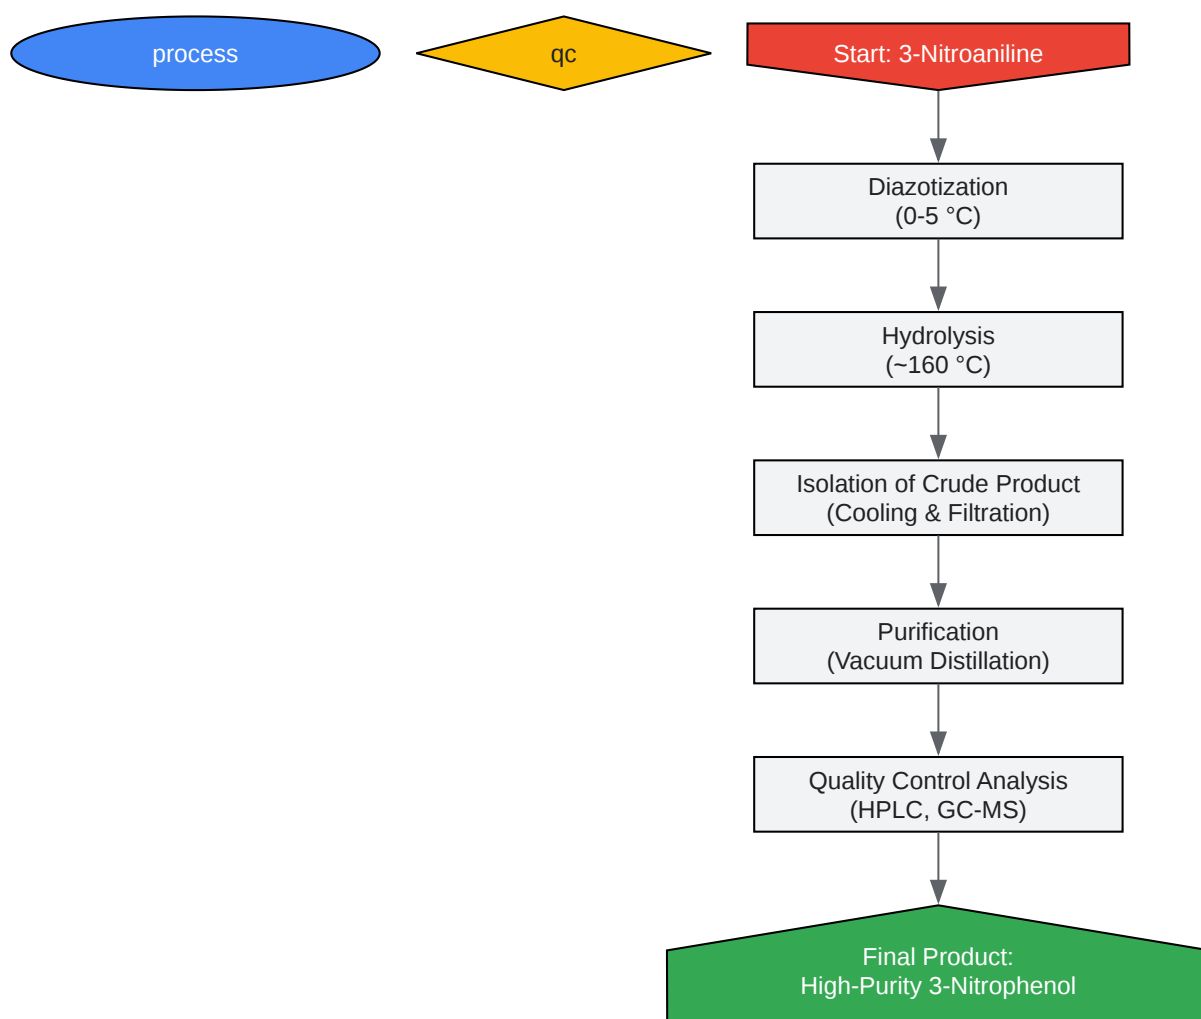 process
qc
Start: 3-Nitroaniline
Diazotization
(0-5 °C)
Hydrolysis
(~160 °C)
Isolation of Crude Product
(Cooling & Filtration)
Purification
(Vacuum Distillation)
Quality Control Analysis
(HPLC, GC-MS)
Final Product:
High-Purity 3-Nitrophenol